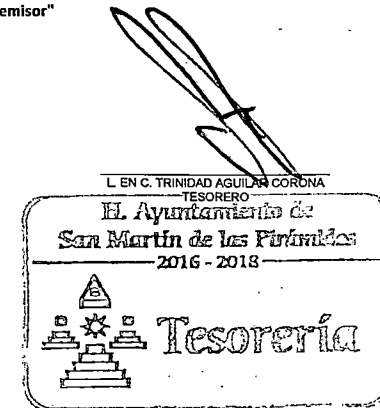 emisor"
L. EN C. TRINIDAD AGUILAR CORONA
TESORERO
H. Ayuntamiento de
San Martín de las Pirámides
2016 - 2018
Tesorería